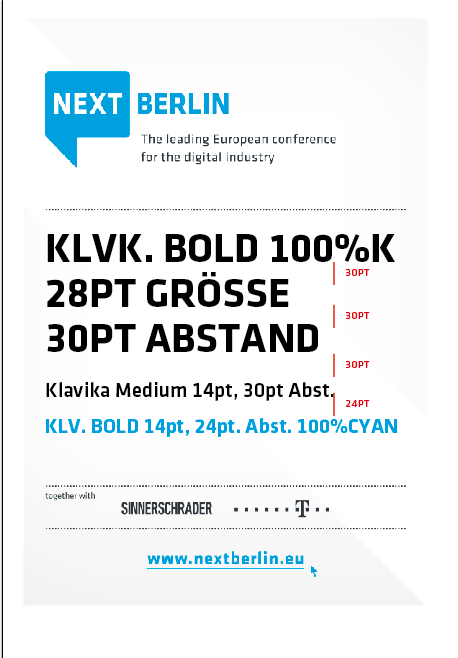 NEXT BERLIN
The leading European conference
for the digital industry
KLVK. BOLD 100%K
30PT
28PT GRÖSSE
30PT
30PT ABSTAND
30PT
Klavika Medium 14pt, 30pt Abst.
24PT
KLV. BOLD 14pt, 24pt. Abst. 100%CYAN
together with
SINNERSCHRADER T
www.nextberlin.eu